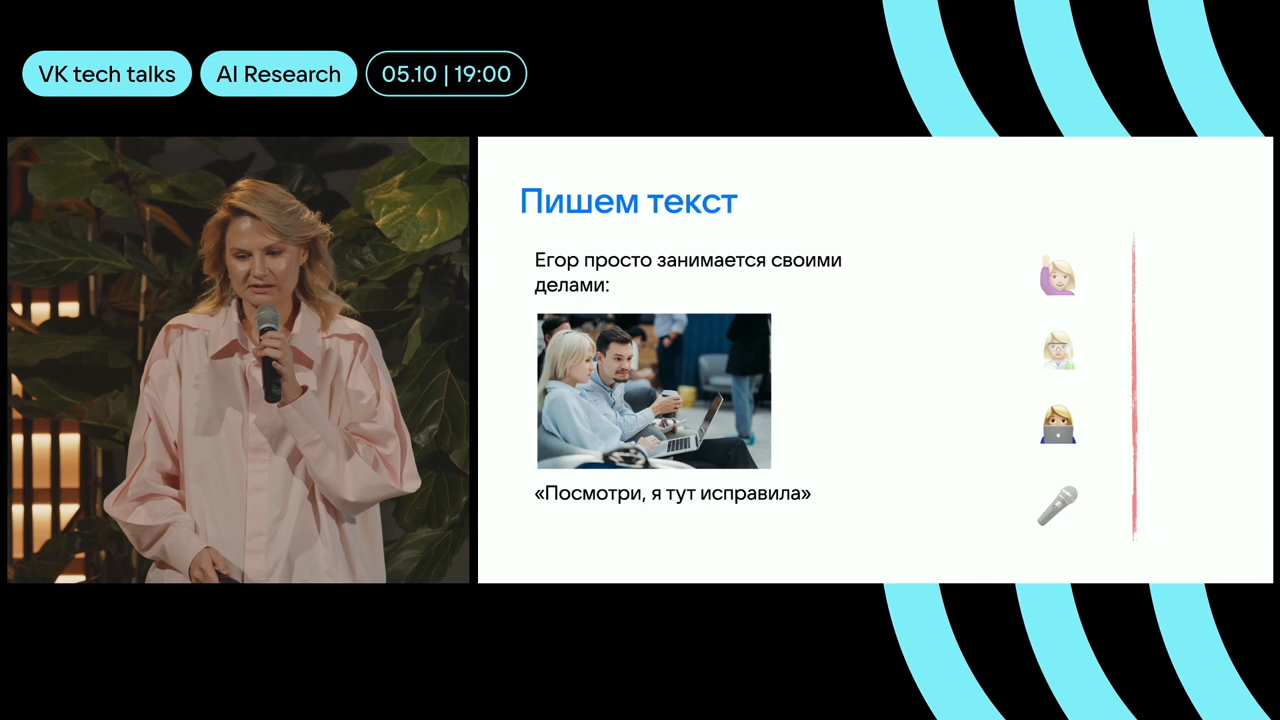 VK tech talks
AI Research
05.10 | 19:00
Пишем текст
Егор просто занимается своими
делами:
«Посмотри, я тут исправила»